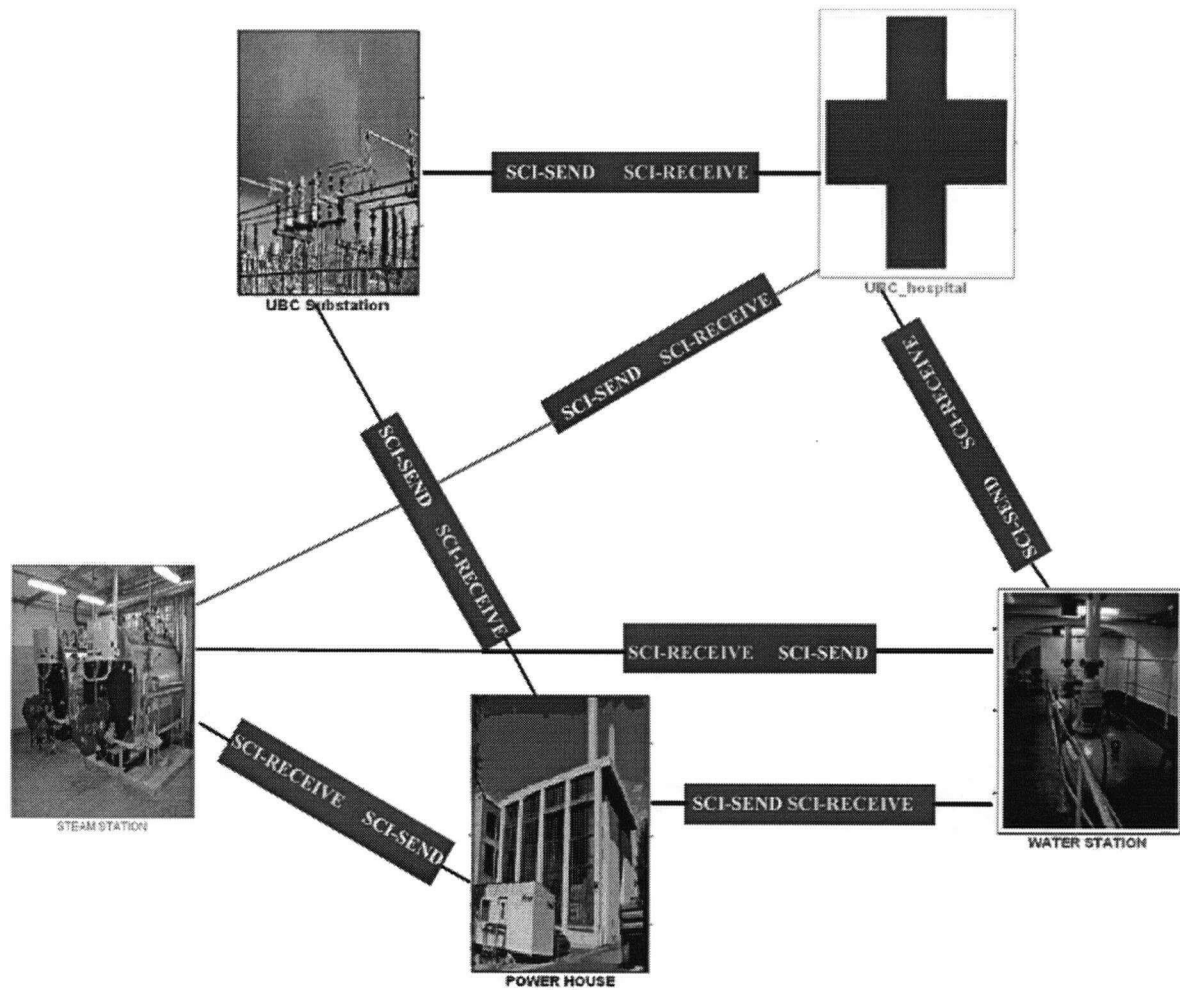 SCI-SEND SCI-RECEIVE
UBC Substation
UBC_hospital
SCI-SEND SCI-RECEIVE
SCI-SEND SCI-RECEIVE
SCI-SEND SCI-RECEIVE
SCI-RECEIVE SCI-SEND
SCI-RECEIVE SCI-SEND
SCI-SEND SCI-RECEIVE
STEAM STATION
WATER STATION
POWER HOUSE